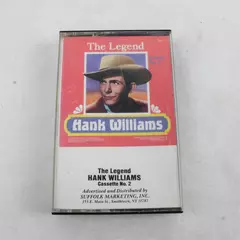 The Legend
Hank Williams
The Legend
HANK WILLIAMS
Cassette No. 2
Advertised and Distributed by
SUFFOLK MARKETING, INC.